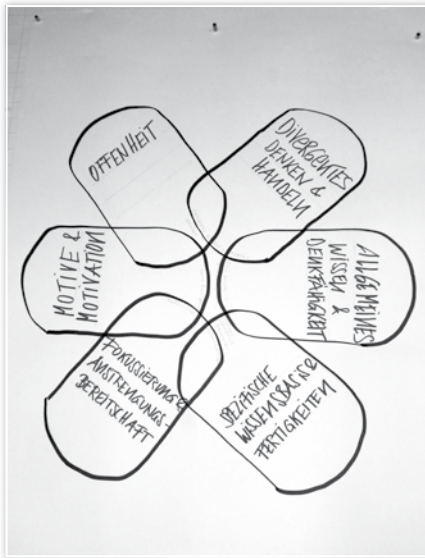 OFFENHEIT
DIVERGENTES
DENKEN &
HANDELN
ALLGEMEINES
WISSEN &
DENKFÄHIGKEIT
SPEZIFISCHE
WISSENSBASIS &
FERTIGKEITEN
FOKUSSIERUNG &
ANSTRENGUNGS-
BEREITSCHAFT
MOTIVE &
MOTIVATION